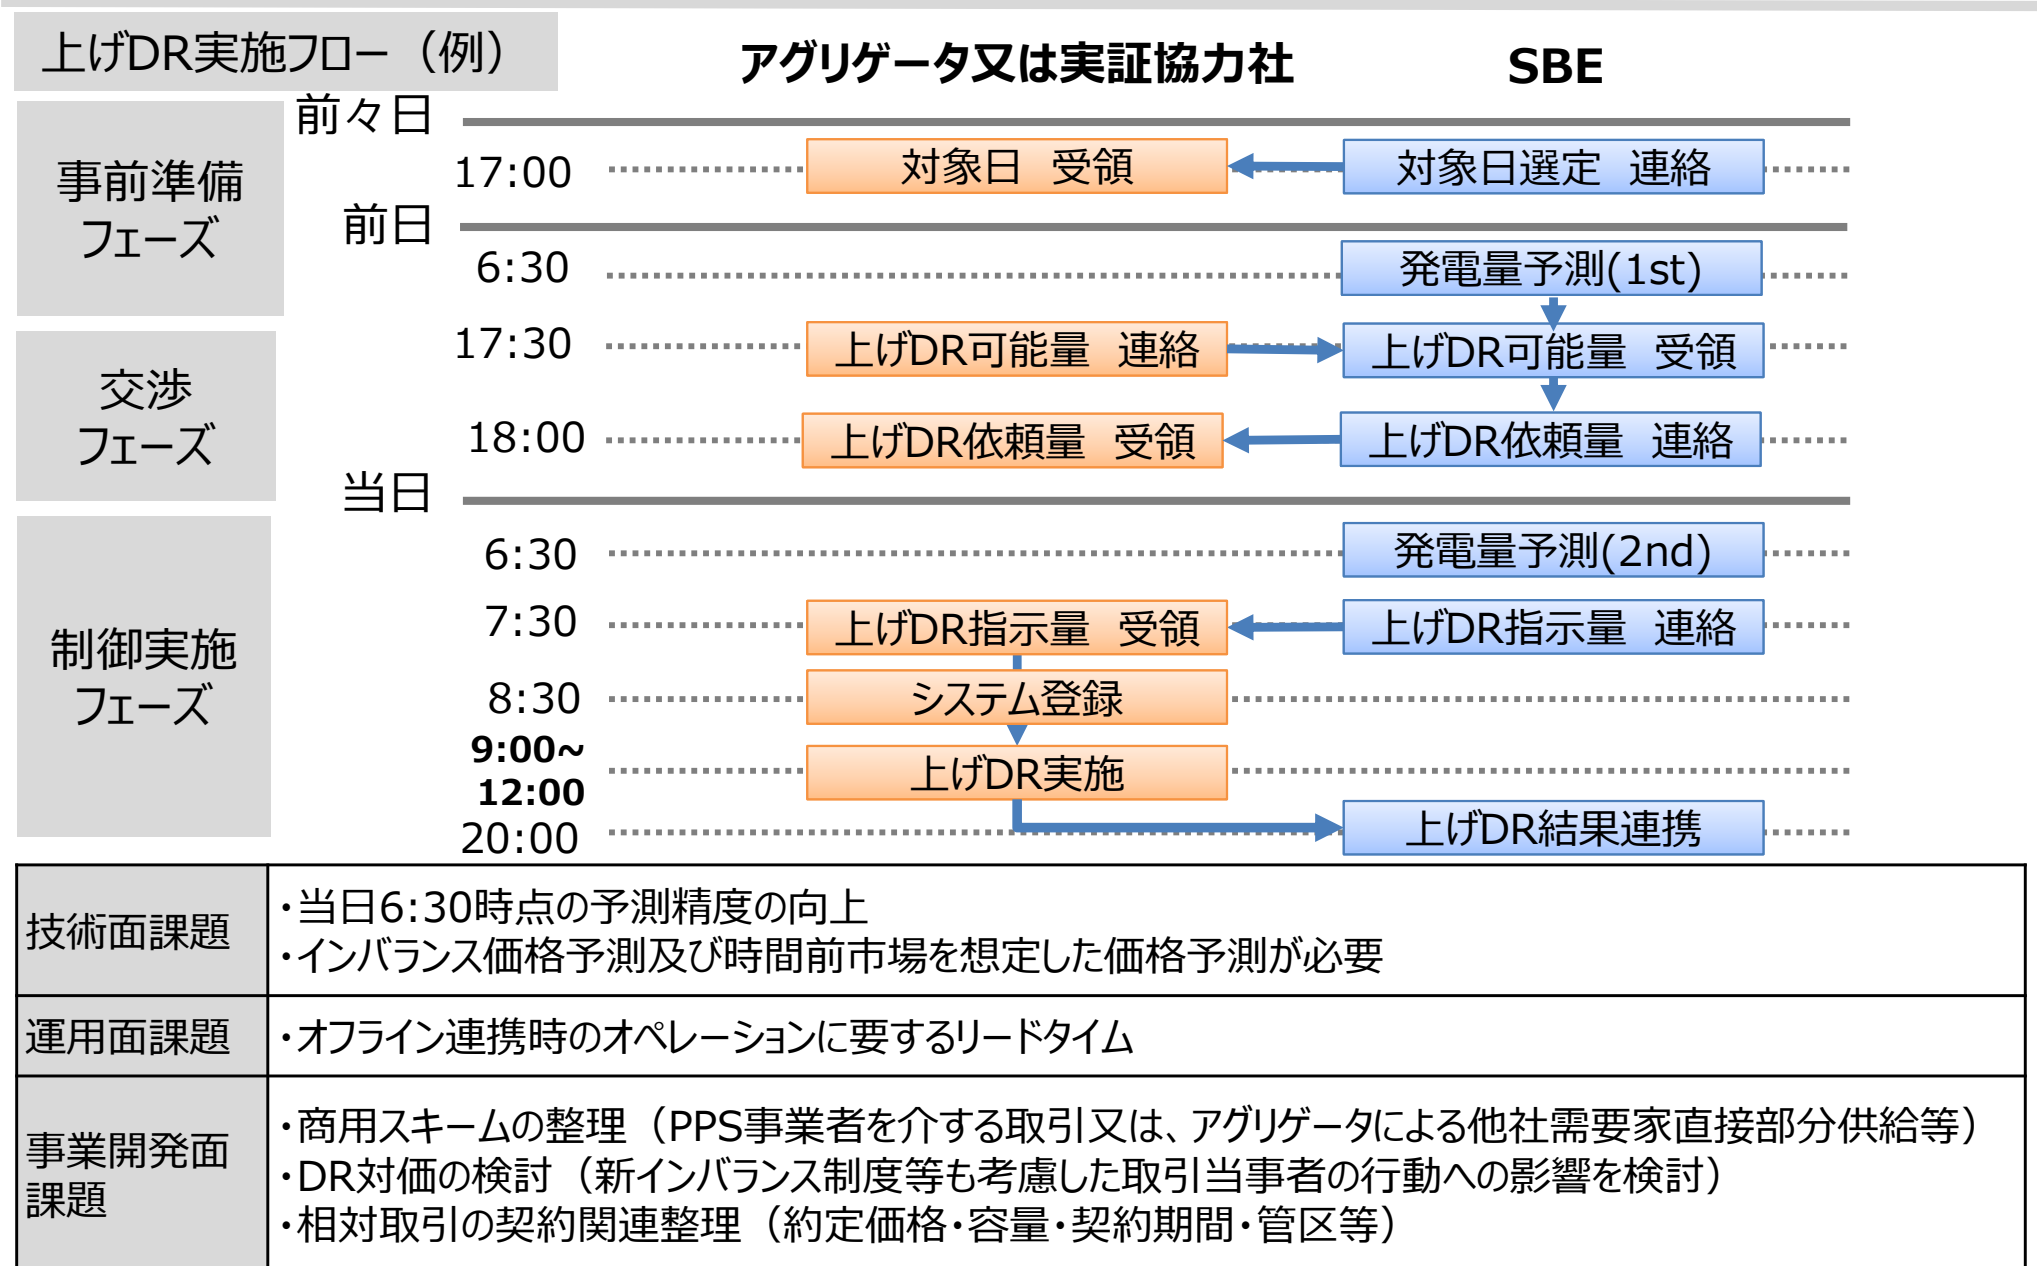 上げDR実施フロー（例）
アグリゲータ又は実証協力社
SBE
前々日
事前準備
フェーズ
17:00
対象日　受領
対象日選定　連絡
前日
6:30
発電量予測(1st)
17:30
上げDR可能量　連絡
上げDR可能量　受領
交渉
フェーズ
18:00
上げDR依頼量　受領
上げDR依頼量　連絡
当日
6:30
発電量予測(2nd)
制御実施
フェーズ
7:30
上げDR指示量　受領
上げDR指示量　連絡
8:30
システム登録
9:00~
12:00
上げDR実施
20:00
上げDR結果連携
技術面課題
・当日6:30時点の予測精度の向上
・インバランス価格予測及び時間前市場を想定した価格予測が必要
運用面課題
・オフライン連携時のオペレーションに要するリードタイム
事業開発面
課題
・商用スキームの整理（PPS事業者を介する取引又は、アグリゲータによる他社需要家直接部分供給等）
・DR対価の検討（新インバランス制度等も考慮した取引当事者の行動への影響を検討）
・相対取引の契約関連整理（約定価格・容量・契約期間・管区等）